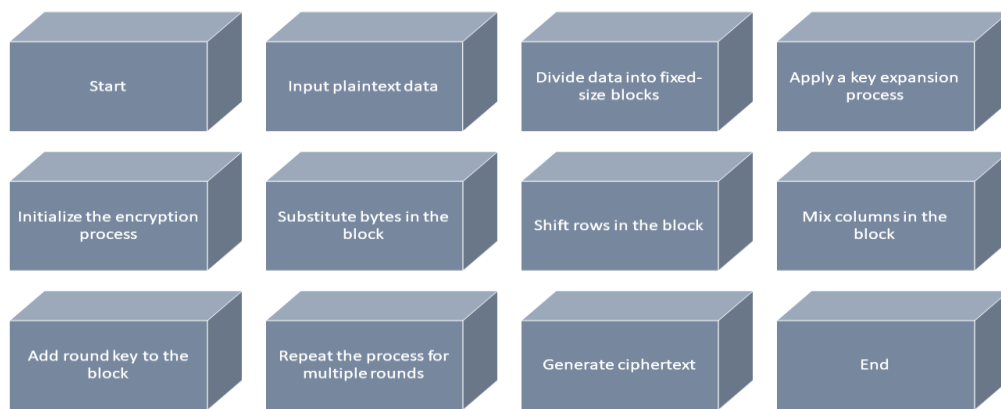 Start
Input plaintext data
Divide data into fixed-
size blocks
Apply a key expansion
process
Initialize the encryption
process
Substitute bytes in the
block
Shift rows in the block
Mix columns in the
block
Add round key to the
block
Repeat the process for
multiple rounds
Generate ciphertext
End